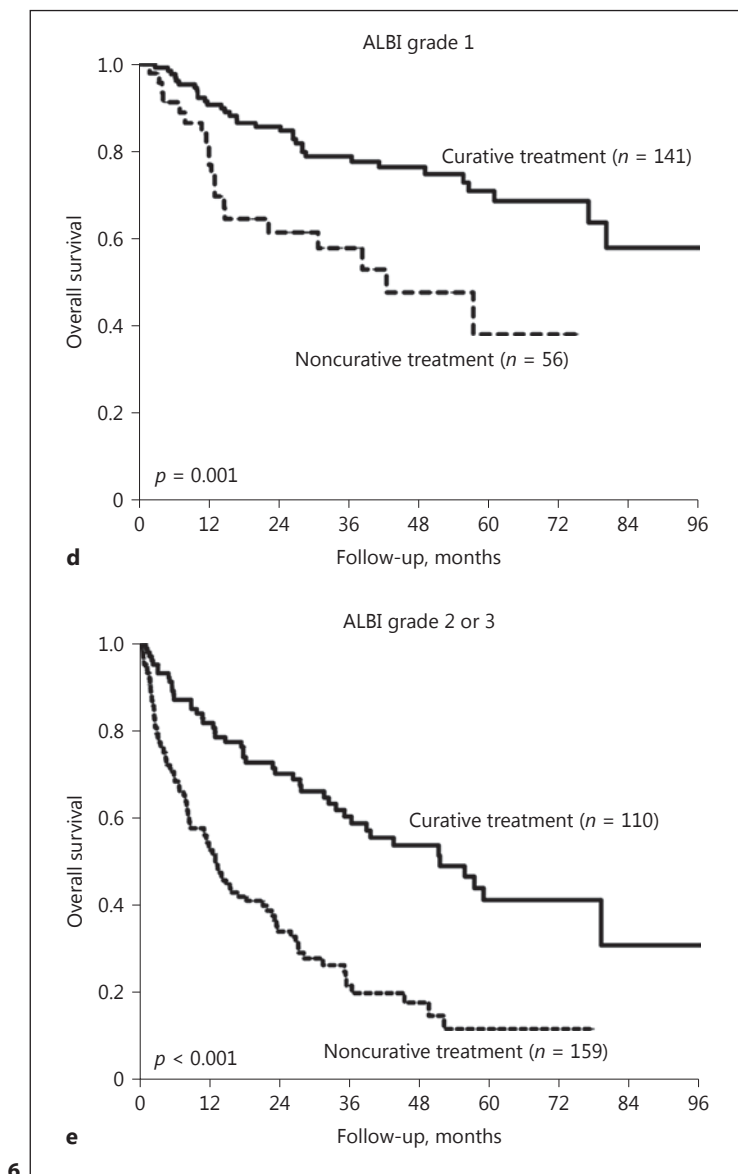 ALBI grade 1
1.0
0.8
0.6
0.4
0.2
0
Overall survival
Curative treatment (n = 141)
Noncurative treatment (n = 56)
p = 0.001
0 12 24 36 48 60 72 84 96
d
Follow-up, months
ALBI grade 2 or 3
1.0
0.8
0.6
0.4
0.2
0
Overall survival
Curative treatment (n = 110)
Noncurative treatment (n = 159)
p < 0.001
0 12 24 36 48 60 72 84 96
e
Follow-up, months
6